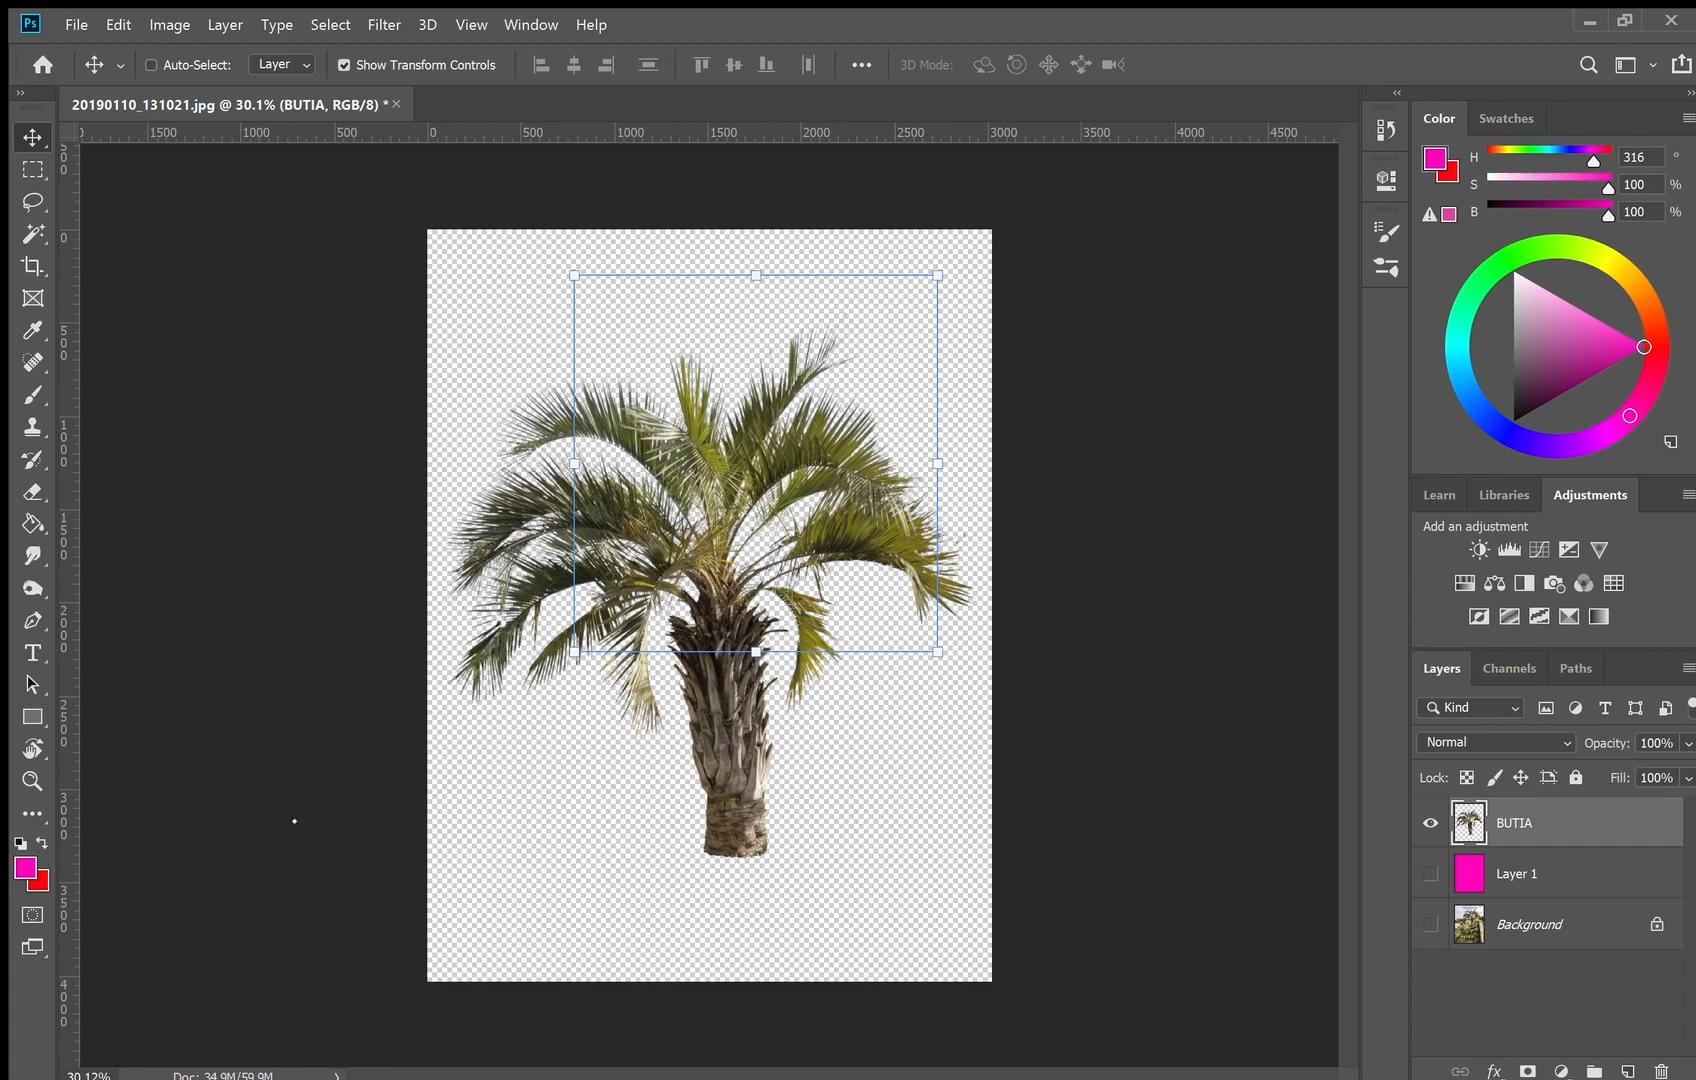 Ps File Edit Image Layer Type Select Filter 3D View Window Help
Auto-Select: Layer Show Transform Controls ••• 3D Mode:
20190110_131021.jpg @ 30.1% (BUTIA, RGB/8) * ×
1500 1000 500 0 500 1000 1500 2000 2500 3000 3500 4000 4500
500
0
500
1000
1500
2000
2500
3000
3500
4000
Color Swatches
H 316 °
S 100 %
B 100 %
Learn Libraries Adjustments
Add an adjustment
Layers Channels Paths
Kind
Normal Opacity: 100%
Lock: Fill: 100%
BUTIA
Layer 1
Background
fx
30.12% Doc: 34.9M/59.9M